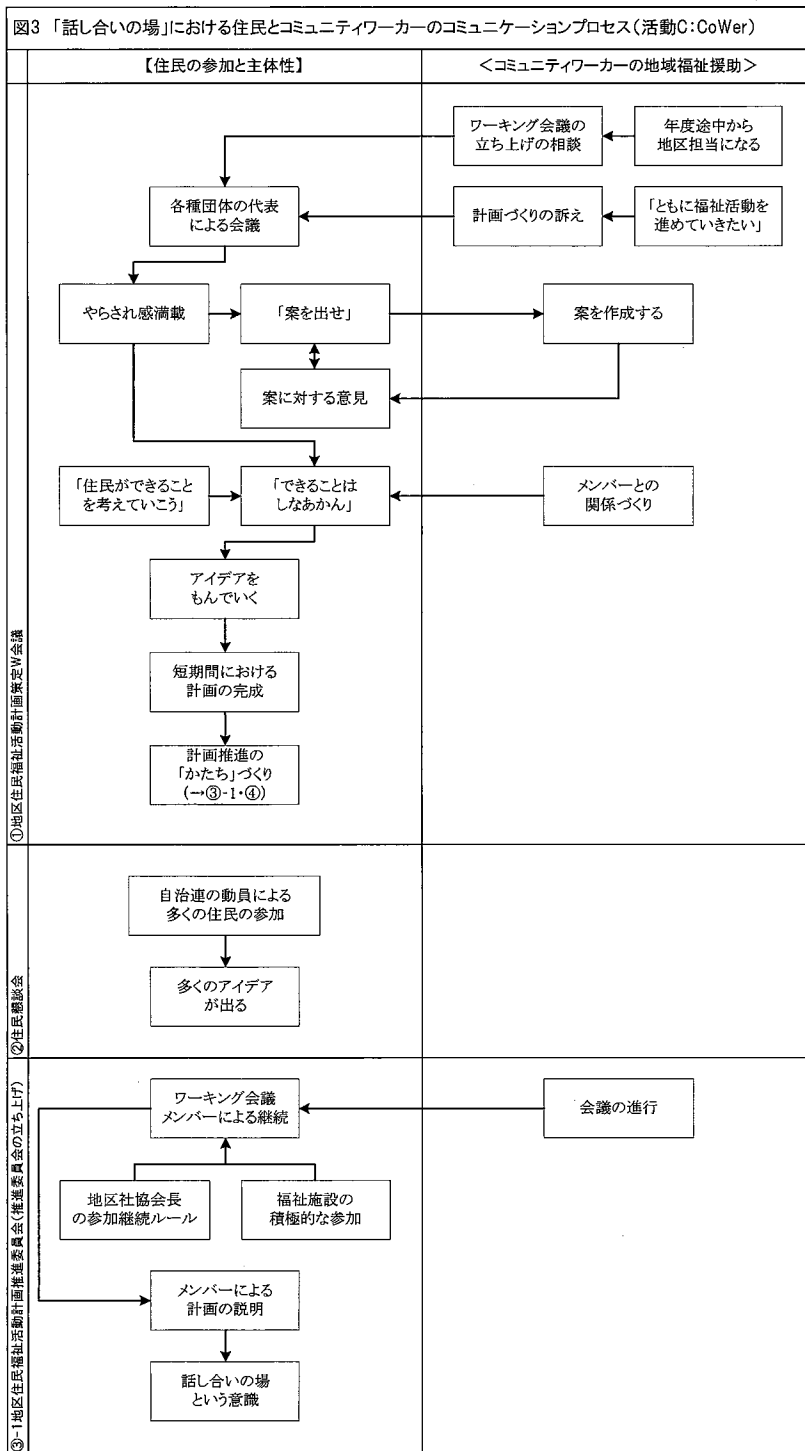 図3 「話し合いの場」における住民とコミュニティワーカーのコミュニケーションプロセス(活動C:CoWer)
【住民の参加と主体性】
<コミュニティワーカーの地域福祉援助>
①地区住民福祉活動計画策定W会議
ワーキング会議の
立ち上げの相談
年度途中から
地区担当になる
各種団体の代表
による会議
計画づくりの訴え
「ともに福祉活動を
進めていきたい」
やらされ感満載
「案を出せ」
案を作成する
案に対する意見
「住民ができること
を考えていこう」
「できることは
しなあかん」
メンバーとの
関係づくり
アイデアを
もんでいく
短期間における
計画の完成
計画推進の
「かたち」づくり
(→③-1・④)
②住民懇談会
自治連の動員による
多くの住民の参加
多くのアイデア
が出る
③-1地区住民福祉活動計画推進委員会(推進委員会の立ち上げ)
ワーキング会議
メンバーによる継続
会議の進行
地区社協会長
の参加継続ルール
福祉施設の
積極的な参加
メンバーによる
計画の説明
話し合いの場
という意識